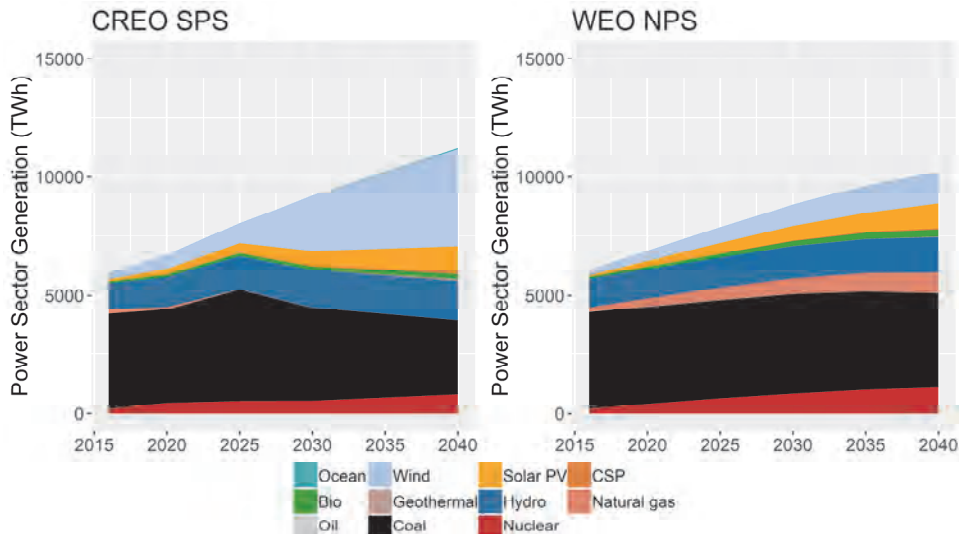 CREO SPS
WEO NPS
Power Sector Generation (TWh)
15000
10000
5000
0
2015 2020 2025 2030 2035 2040
Power Sector Generation (TWh)
15000
10000
5000
0
2015 2020 2025 2030 2035 2040
Ocean Wind Solar PV CSP
Bio Geothermal Hydro Natural gas
Oil Coal Nuclear